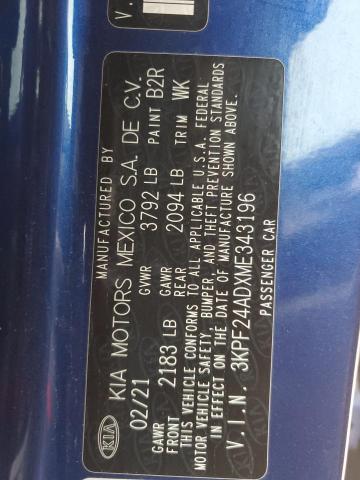 MANUFACTURED BY
KIA KIA MOTORS MEXICO S.A. DE C.V.
02/21 GVWR 3792 LB PAINT B2R
GAWR FRONT 2183 LB GAWR REAR 2094 LB TRIM WK
THIS VEHICLE CONFORMS TO ALL APPLICABLE U.S.A. FEDERAL
MOTOR VEHICLE SAFETY, BUMPER, AND THEFT PREVENTION STANDARDS
IN EFFECT ON THE DATE OF MANUFACTURE SHOWN ABOVE.
V.I.N. 3KPF24ADXME343196
PASSENGER CAR
V.